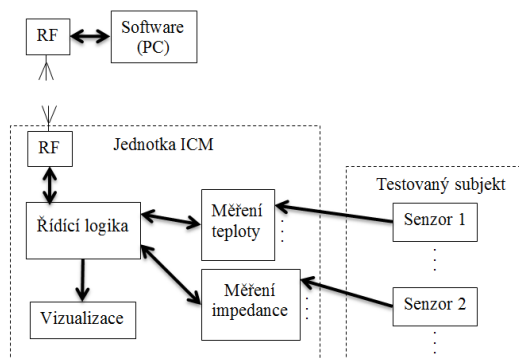 RF
Software
(PC)
RF
Jednotka ICM
Testovaný subjekt
Řídící logika
Měření
teploty
Senzor 1
Měření
impedance
Vizualizace
Senzor 2